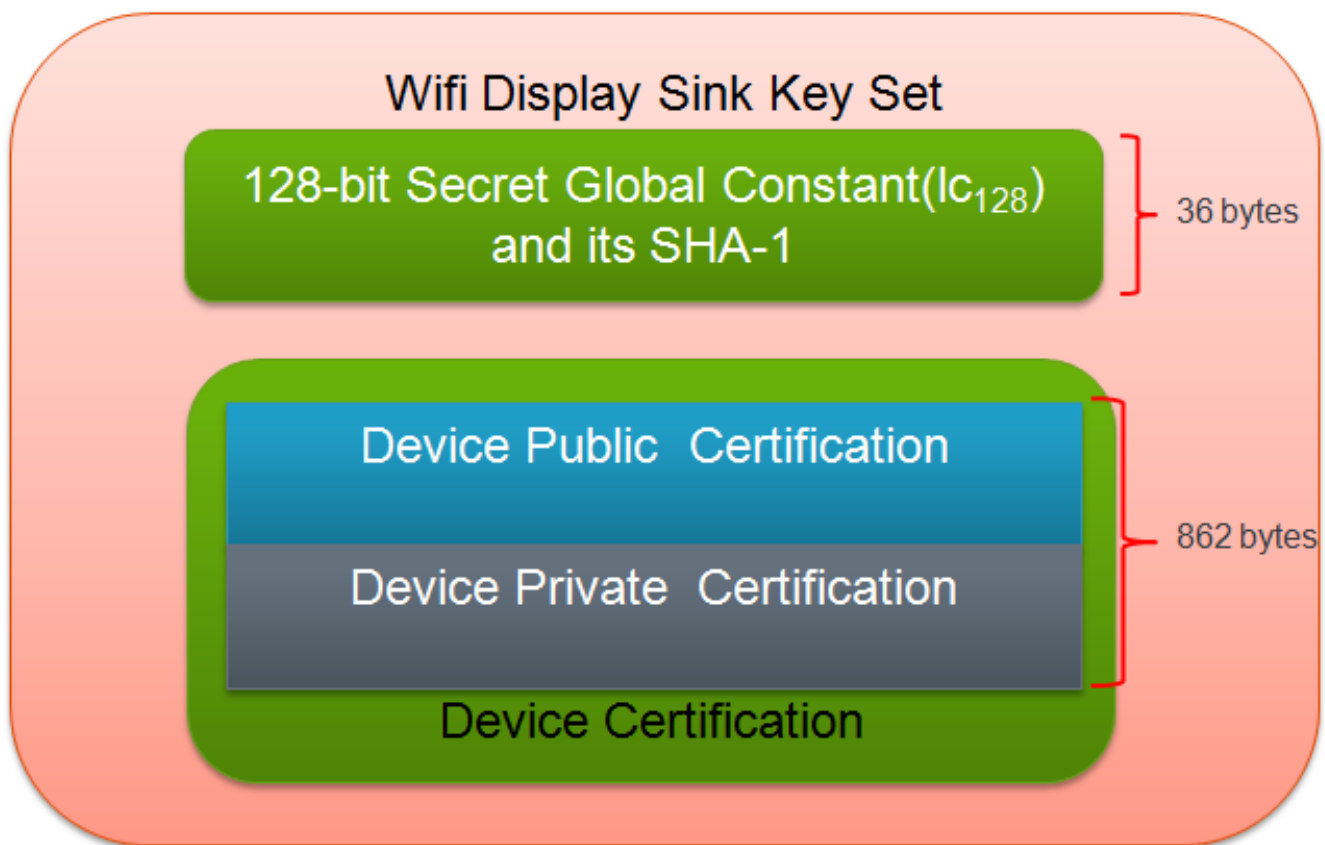 Wifi Display Sink Key Set
128-bit Secret Global Constant(lc₁₂₈)
and its SHA-1
36 bytes
Device Public Certification
862 bytes
Device Private Certification
Device Certification